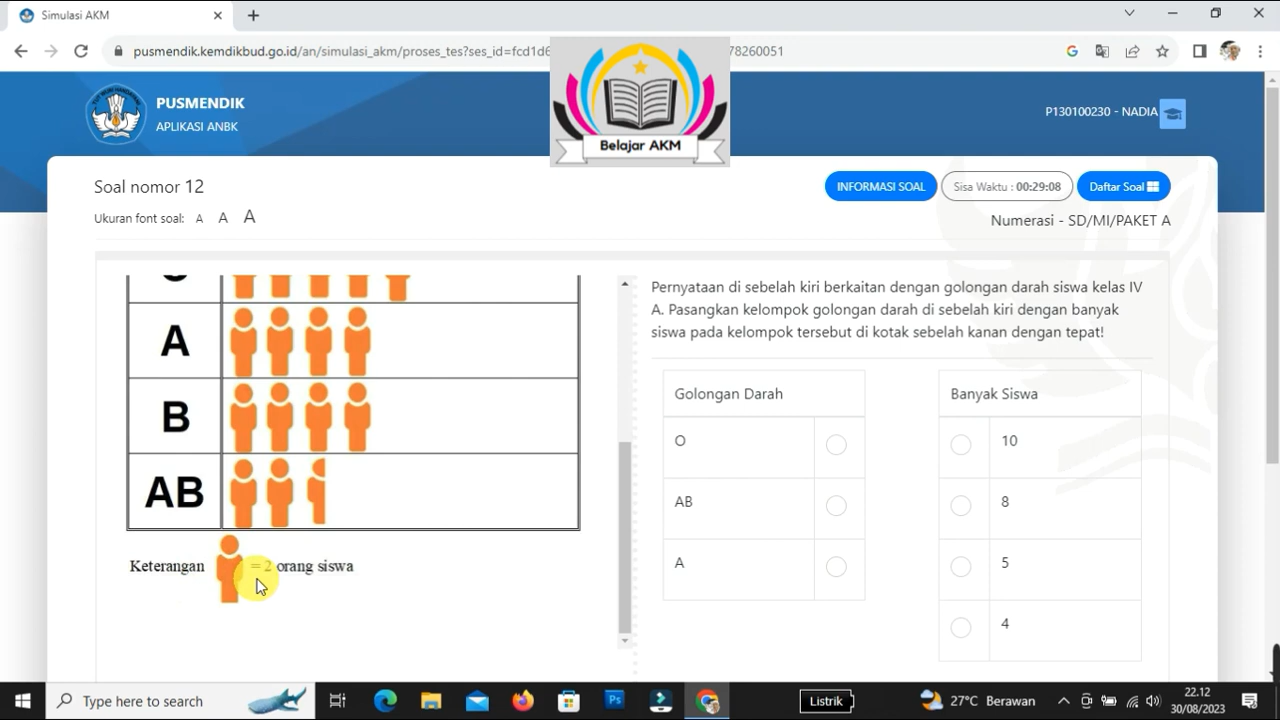 Simulasi AKM
pusmendik.kemdikbud.go.id/an/simulasi_akm/proses_tes?ses_id=fcd1d6
78260051
PUSMENDIK
APLIKASI ANBK
Belajar AKM
P130100230 - NADIA
Soal nomor 12
INFORMASI SOAL
Sisa Waktu : 00:29:08
Daftar Soal
Ukuran font soal: A A A
Numerasi - SD/MI/PAKET A
A
B
AB
Keterangan = 2 orang siswa
Pernyataan di sebelah kiri berkaitan dengan golongan darah siswa kelas IV
A. Pasangkan kelompok golongan darah di sebelah kiri dengan banyak
siswa pada kelompok tersebut di kotak sebelah kanan dengan tepat!
Golongan Darah
O
AB
A
Banyak Siswa
10
8
5
4
Type here to search
Listrik
27°C Berawan
22.12
30/08/2023